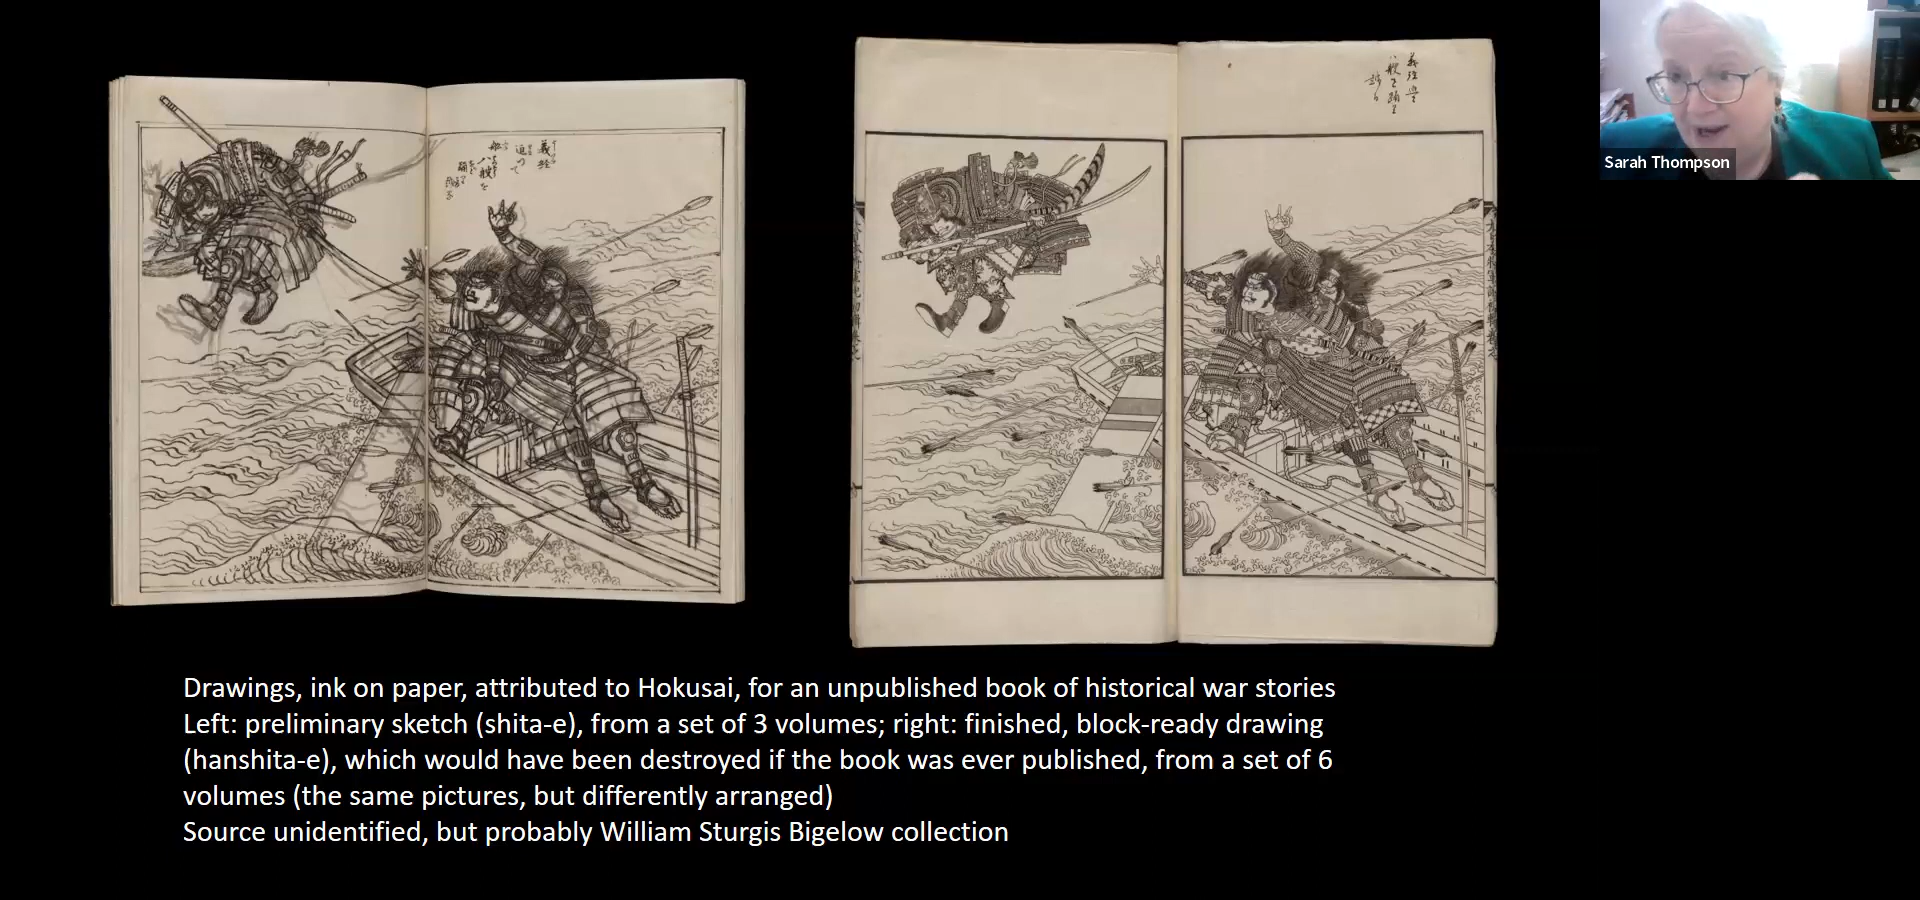 Sarah Thompson
義経
Drawings, ink on paper, attributed to Hokusai, for an unpublished book of historical war stories
Left: preliminary sketch (shita-e), from a set of 3 volumes; right: finished, block-ready drawing
(hanshita-e), which would have been destroyed if the book was ever published, from a set of 6
volumes (the same pictures, but differently arranged)
Source unidentified, but probably William Sturgis Bigelow collection